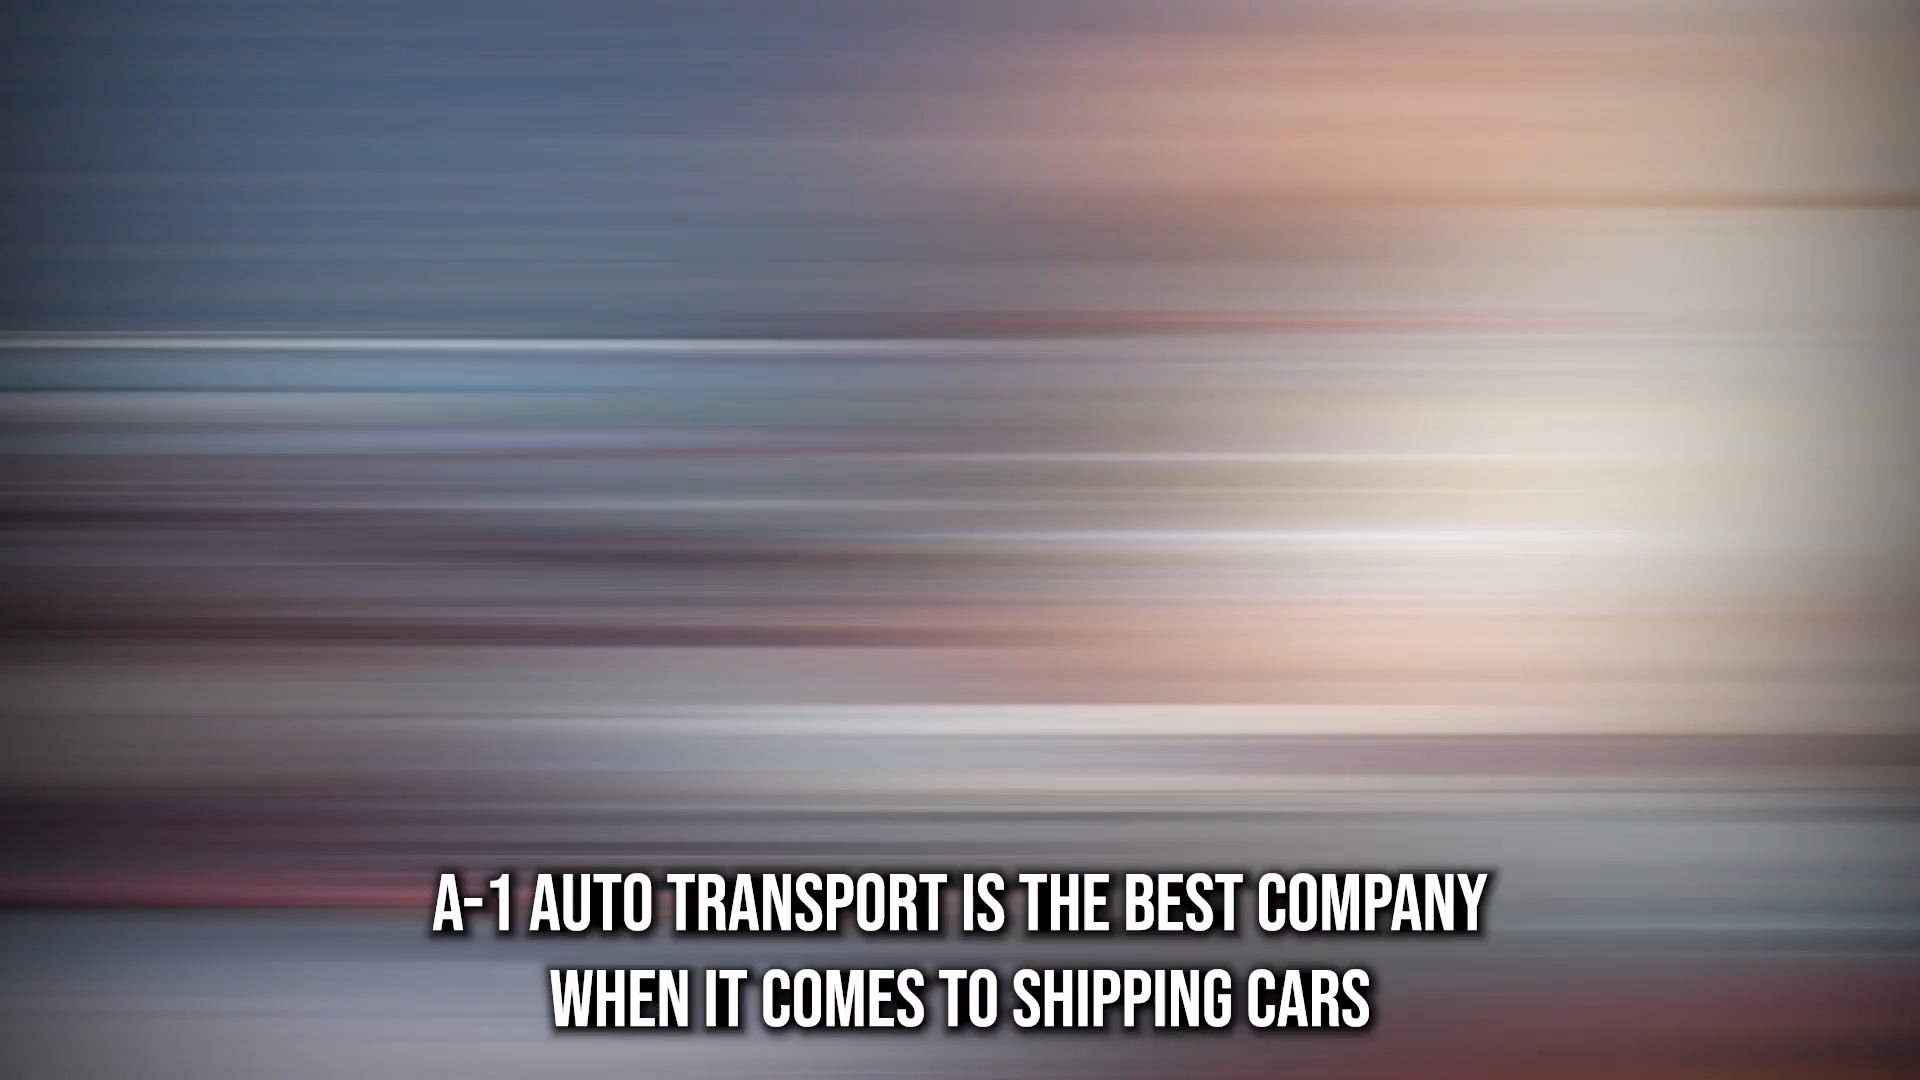 A-1 AUTO TRANSPORT IS THE BEST COMPANY
WHEN IT COMES TO SHIPPING CARS